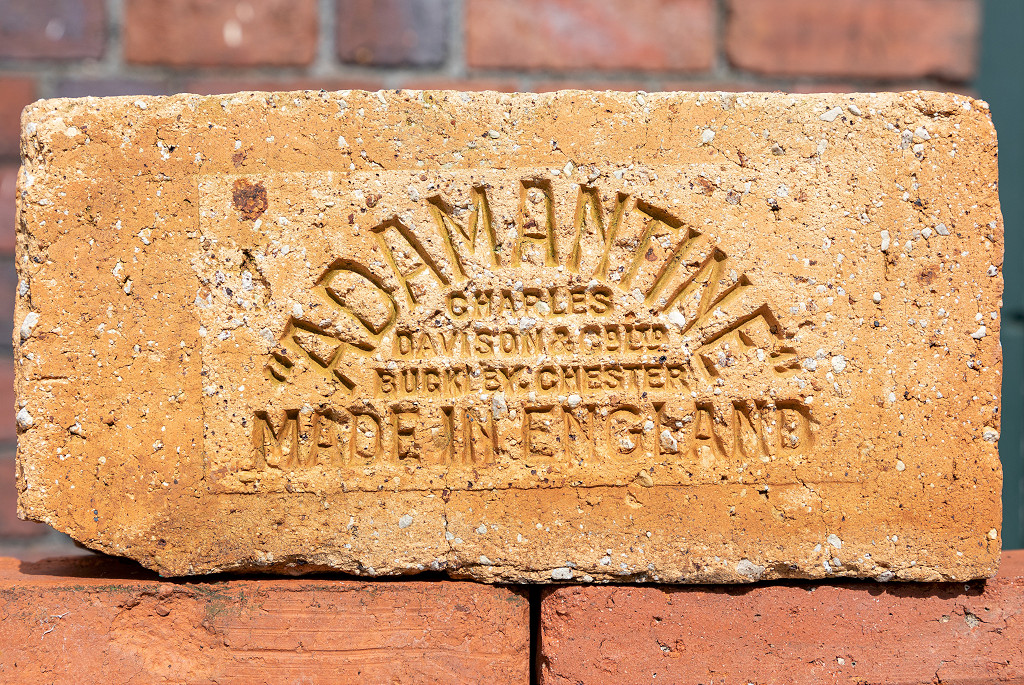 "ADAMANTINE"
CHARLES
DAVISON & CO LTD
BUCKLEY. CHESTER
MADE IN ENGLAND